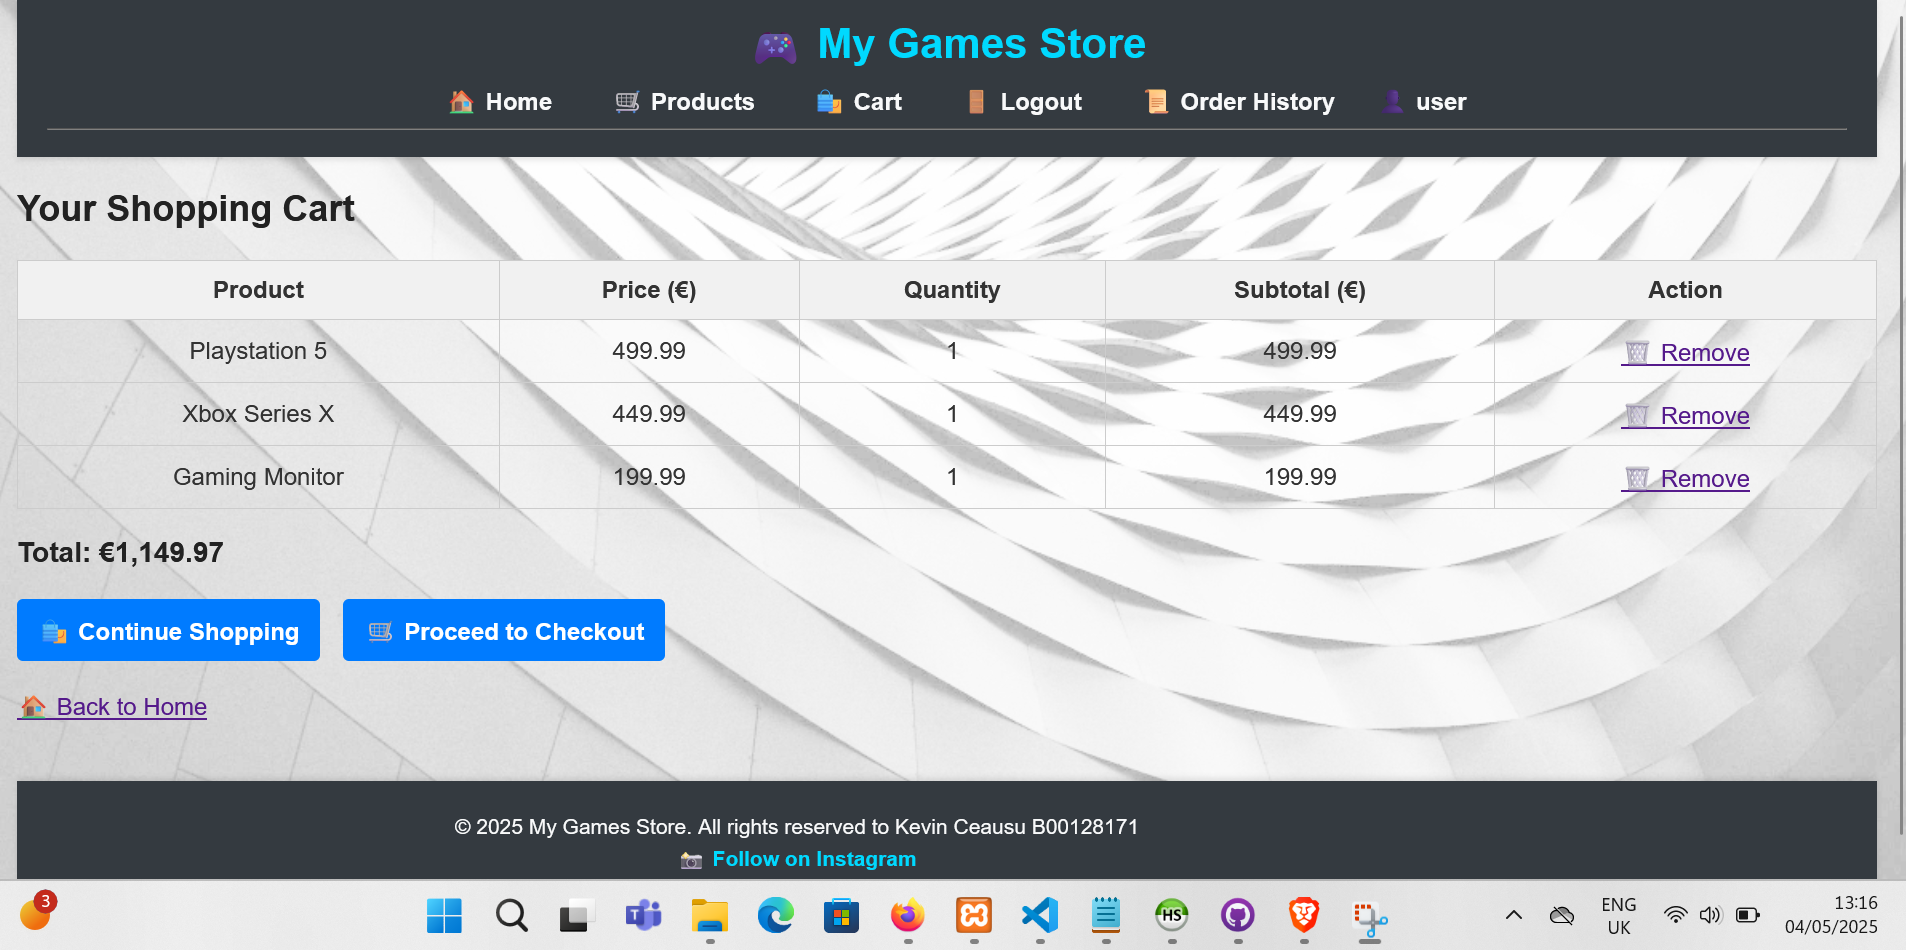 My Games Store
Home Products Cart Logout Order History user
Your Shopping Cart
Product Price (€) Quantity Subtotal (€) Action
Playstation 5 499.99 1 499.99 Remove
Xbox Series X 449.99 1 449.99 Remove
Gaming Monitor 199.99 1 199.99 Remove
Total: €1,149.97
Continue Shopping Proceed to Checkout
Back to Home
© 2025 My Games Store. All rights reserved to Kevin Ceausu B00128171
Follow on Instagram
3
T
HS
ENG
UK
13:16
04/05/2025